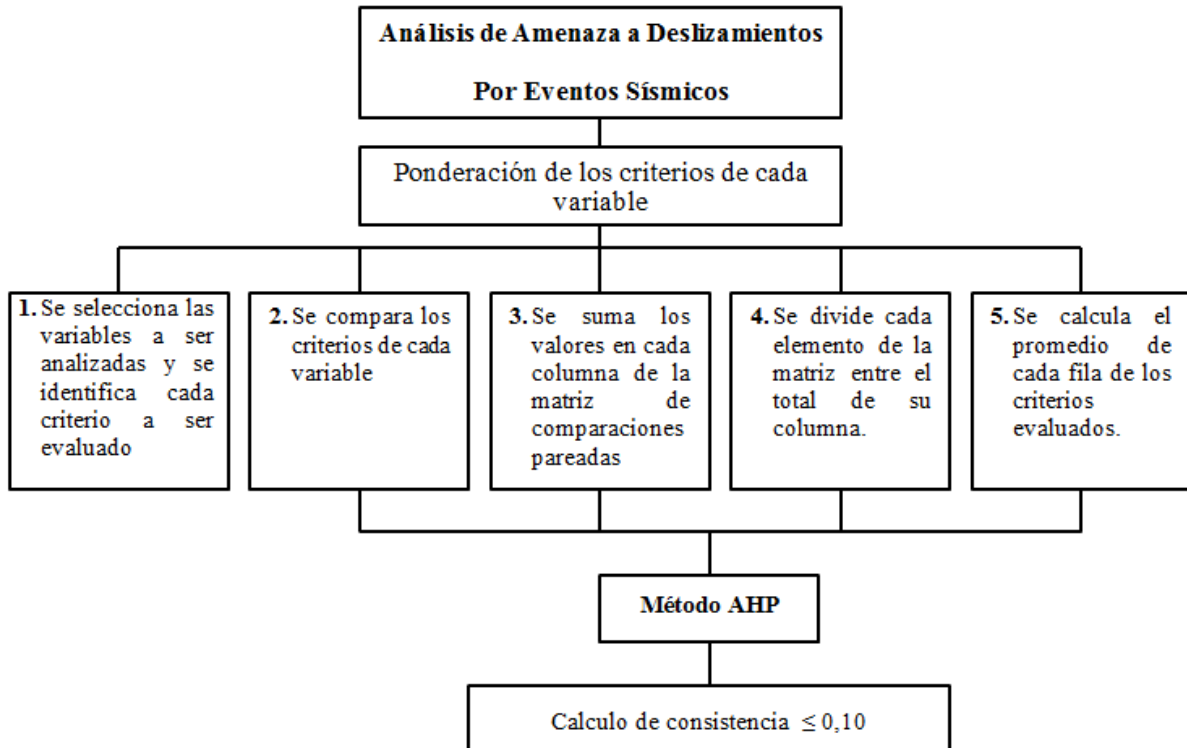 Análisis de Amenaza a Deslizamientos
Por Eventos Sísmicos
Ponderación de los criterios de cada
variable
1. Se selecciona las
variables a ser
analizadas y se
identifica cada
criterio a ser
evaluado
2. Se compara los
criterios de cada
variable
3. Se suma los
valores en cada
columna de la
matriz de
comparaciones
pareadas
4. Se divide cada
elemento de la
matriz entre el
total de su
columna.
5. Se calcula el
promedio de
cada fila de los
criterios
evaluados.
Método AHP
Calculo de consistencia ≤ 0,10